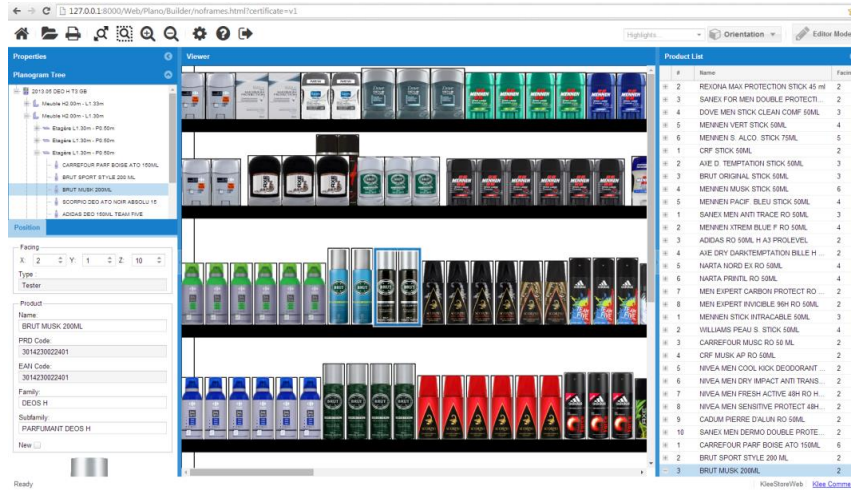 127.0.0.1:8000/Web/Plano/Builder/noframes.html?certificate=v1
Highlights...
Orientation
Editor Mode
Properties
Viewer
Product List
Planogram Tree
2013 05 DEO H T3 GB
Meuble H2.00m - L1.33m
Meuble H2.00m - L1.30m
Etagère L1.30m - P0.50m
Etagère L1.30m - P0.50m
CARREFOUR PARF BOISE ATO 150ML
BRUT SPORT STYLE 200 ML
BRUT MUSK 200ML
SCORPIO DEO ATO NOIR ABSOLU 15
ADIDAS DEO 150ML TEAM FIVE
Position
Facing
X: 2 Y: 1 Z: 10
Type :
Tester
Product
Name:
BRUT MUSK 200ML
PRD Code:
3014230022401
EAN Code:
3014230022401
Family:
DEOS H
Subfamily:
PARFUMANT DEOS H
New
# Name Facin
2 REXONA MAX PROTECTION STICK 45 ml 2
3 SANEX FOR MEN DOUBLE PROTECTI... 2
4 DOVE MEN STICK CLEAN COMF 50ML 3
5 MENNEN VERT STICK 50ML 4
6 MENNEN S. ALCO. STICK 75ML 5
1 CRF STICK 50ML 2
2 AXE D. TEMPTATION STICK 50ML 3
3 BRUT ORIGINAL STICK 50ML 3
4 MENNEN MUSK STICK 50ML 6
5 MENNEN PACIF. BLEU STICK 50ML 4
1 SANEX MEN ANTI TRACE RO 50ML 3
2 MENNEN XTREM BLUE F RO 50ML 4
3 ADIDAS RO 50ML H A3 PROLEVEL 2
4 AXE DRY DARKTEMPTATION BILLE H ... 2
5 NARTA NORD EX RO 50ML 4
6 NARTA PRINTIL RO 50ML 4
7 MEN EXPERT CARBON PROTECT RO ... 2
8 MEN EXPERT INVICIBLE 96H RO 50ML 2
1 MENNEN STICK INTRACABLE 50ML 3
2 WILLIAMS PEAU S. STICK 50ML 4
3 CARREFOUR MUSC RO 50 ML 2
4 CRF MUSK AP RO 50ML 2
5 NIVEA MEN COOL KICK DEODORANT ... 2
6 NIVEA MEN DRY IMPACT ANTI TRANS... 2
7 NIVEA MEN FRESH ACTIVE 48H RO H... 2
8 NIVEA MEN SENSITIVE PROTECT 48H... 2
9 CADUM PIERRE D'ALUN RO 50ML 2
10 SANEX MEN DERMO DOUBLE PROTE... 2
1 CARREFOUR PARF BOISE ATO 150ML 6
2 BRUT SPORT STYLE 200 ML 2
3 BRUT MUSK 200ML 2
Ready
KleeStoreWeb
Klee Comme